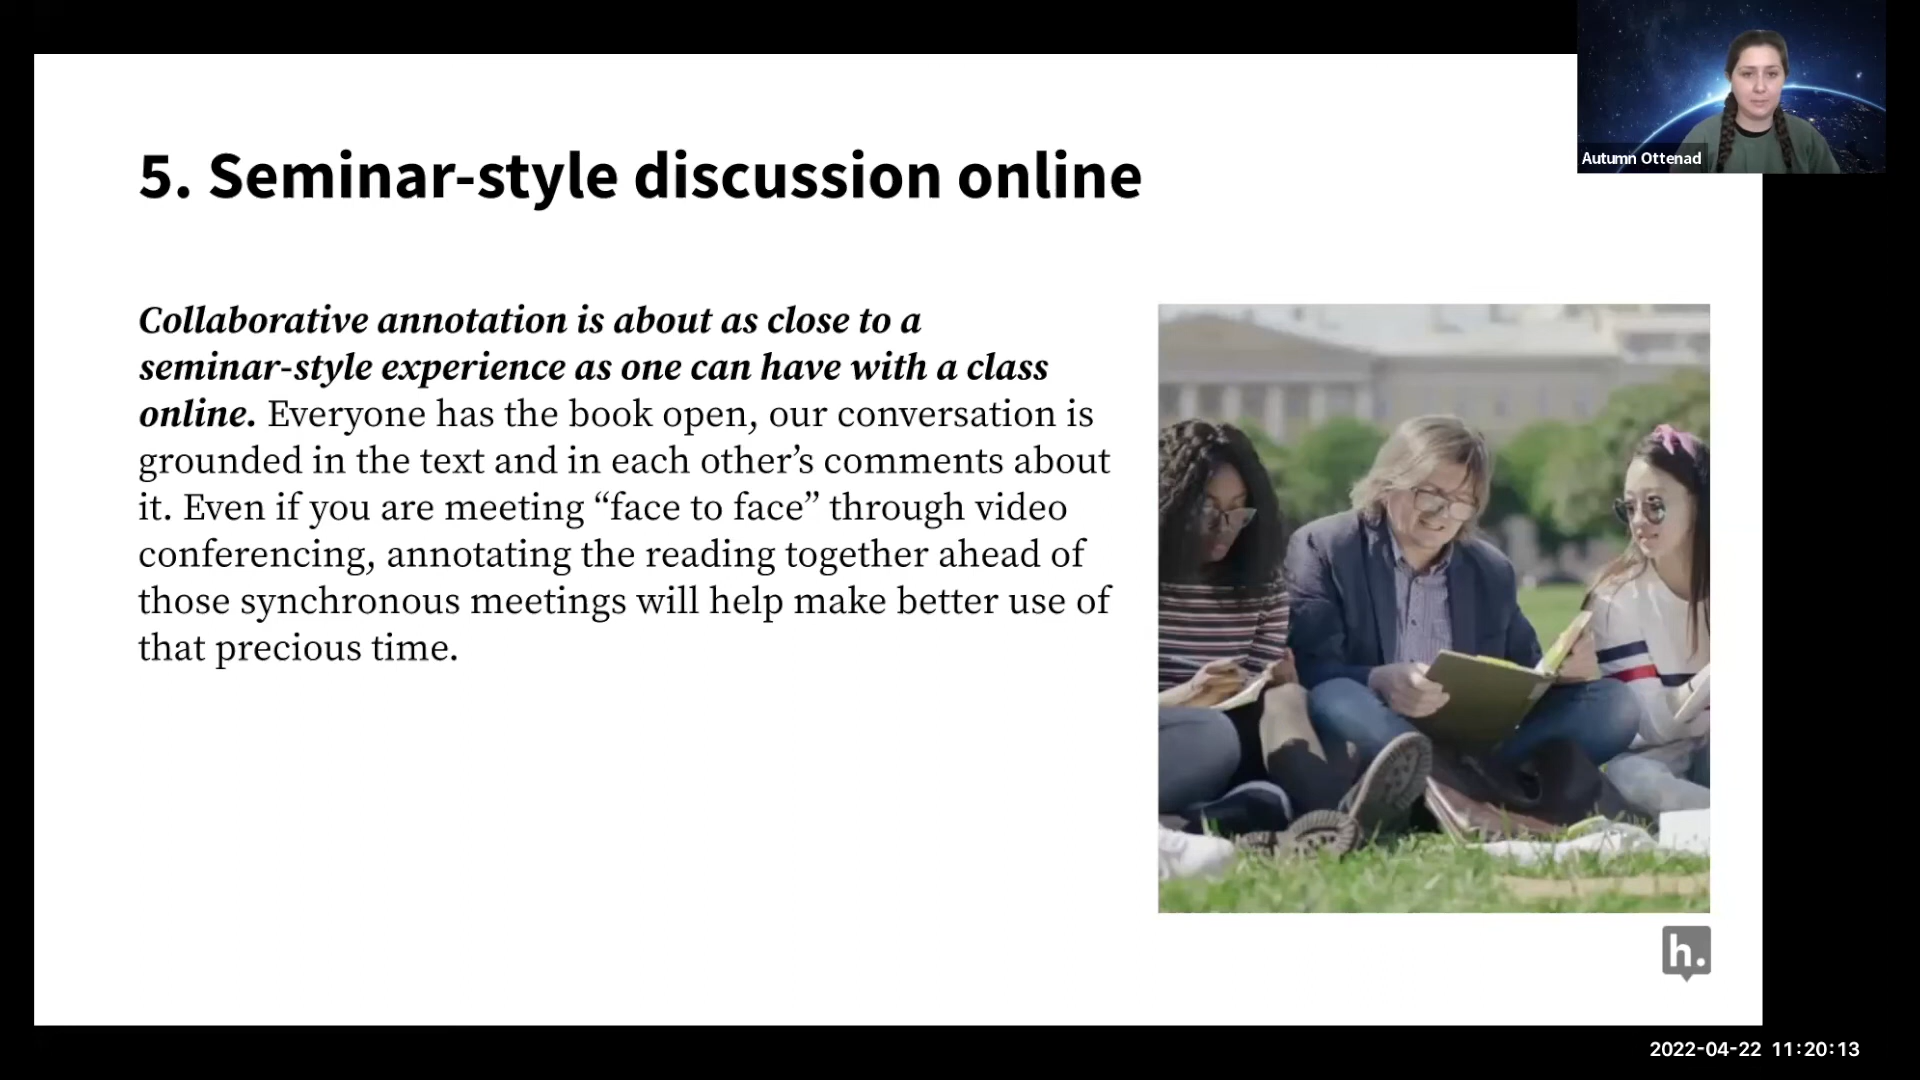 Autumn Ottenad
5. Seminar-style discussion online
Collaborative annotation is about as close to a
seminar-style experience as one can have with a class
online. Everyone has the book open, our conversation is
grounded in the text and in each other’s comments about
it. Even if you are meeting “face to face” through video
conferencing, annotating the reading together ahead of
those synchronous meetings will help make better use of
that precious time.
h.
2022-04-22 11:20:13